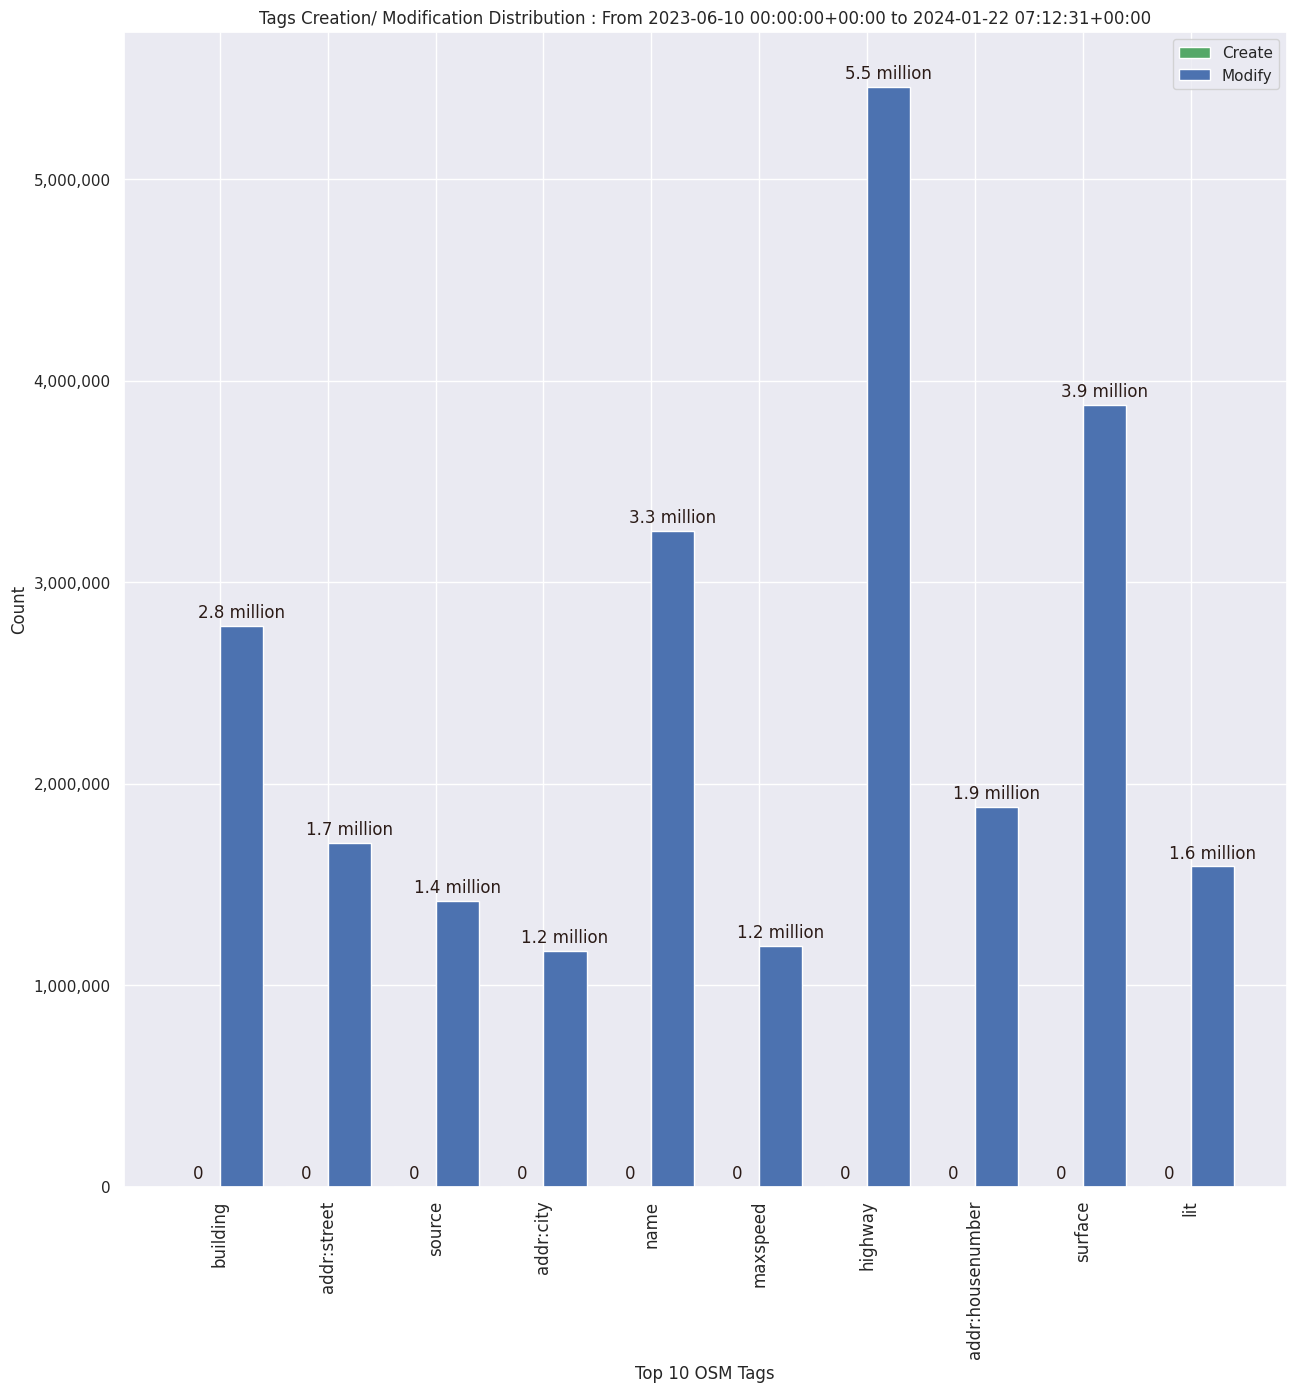 Tags Creation/ Modification Distribution : From 2023-06-10 00:00:00+00:00 to 2024-01-22 07:12:31+00:00
Create
Modify
5.5 million
5,000,000
4,000,000
3.9 million
3.3 million
3,000,000
2.8 million
2,000,000
1.9 million
1.7 million
1.6 million
1.4 million
1.2 million
1.2 million
1,000,000
0
0 0 0 0 0 0 0 0 0 0
Count
building
addr:street
source
addr:city
name
maxspeed
highway
addr:housenumber
surface
lit
Top 10 OSM Tags